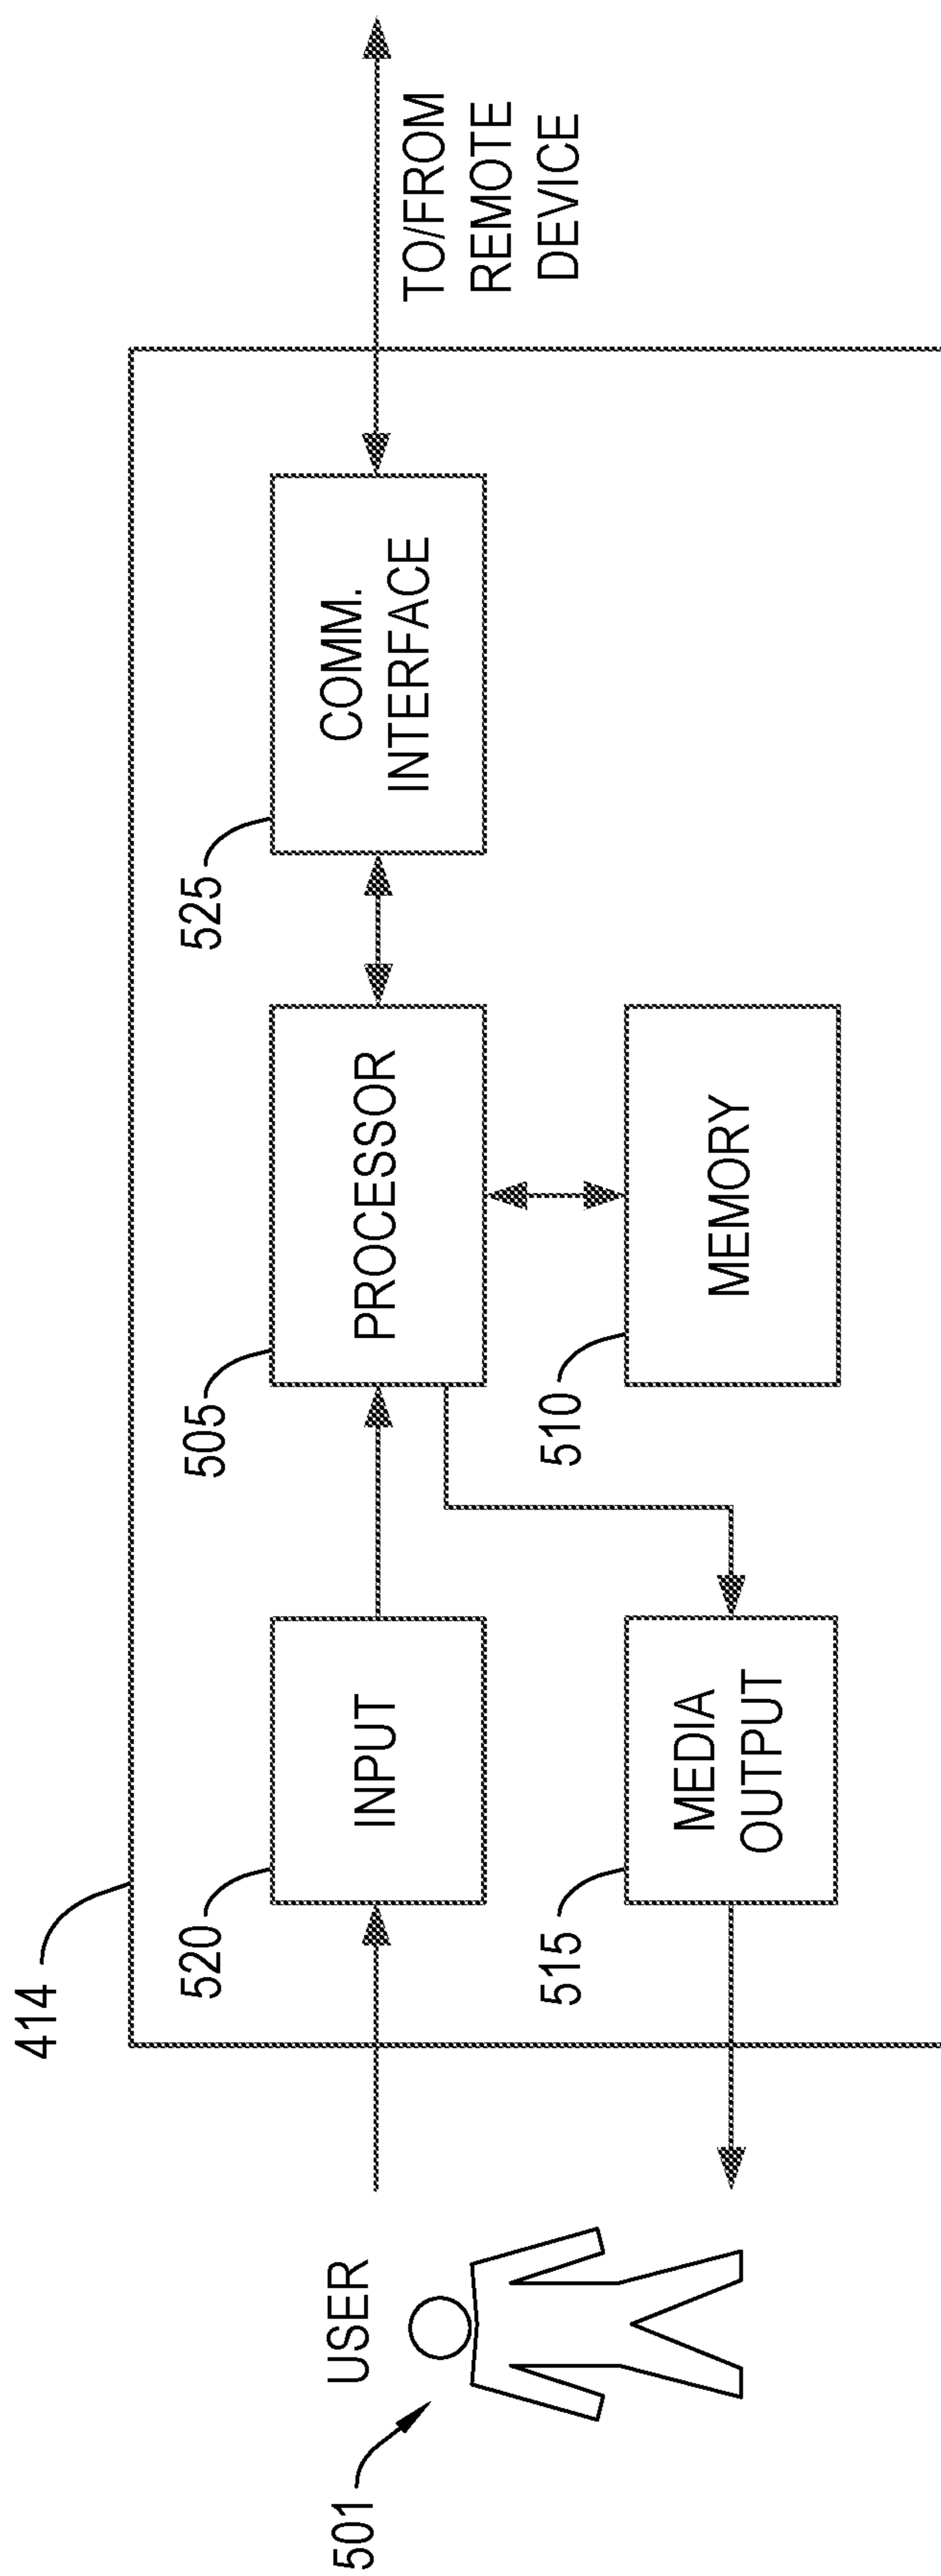 414
520
505
525
USER
501
INPUT
PROCESSOR
COMM.
INTERFACE
TO/FROM
REMOTE
DEVICE
515
510
MEDIA
OUTPUT
MEMORY